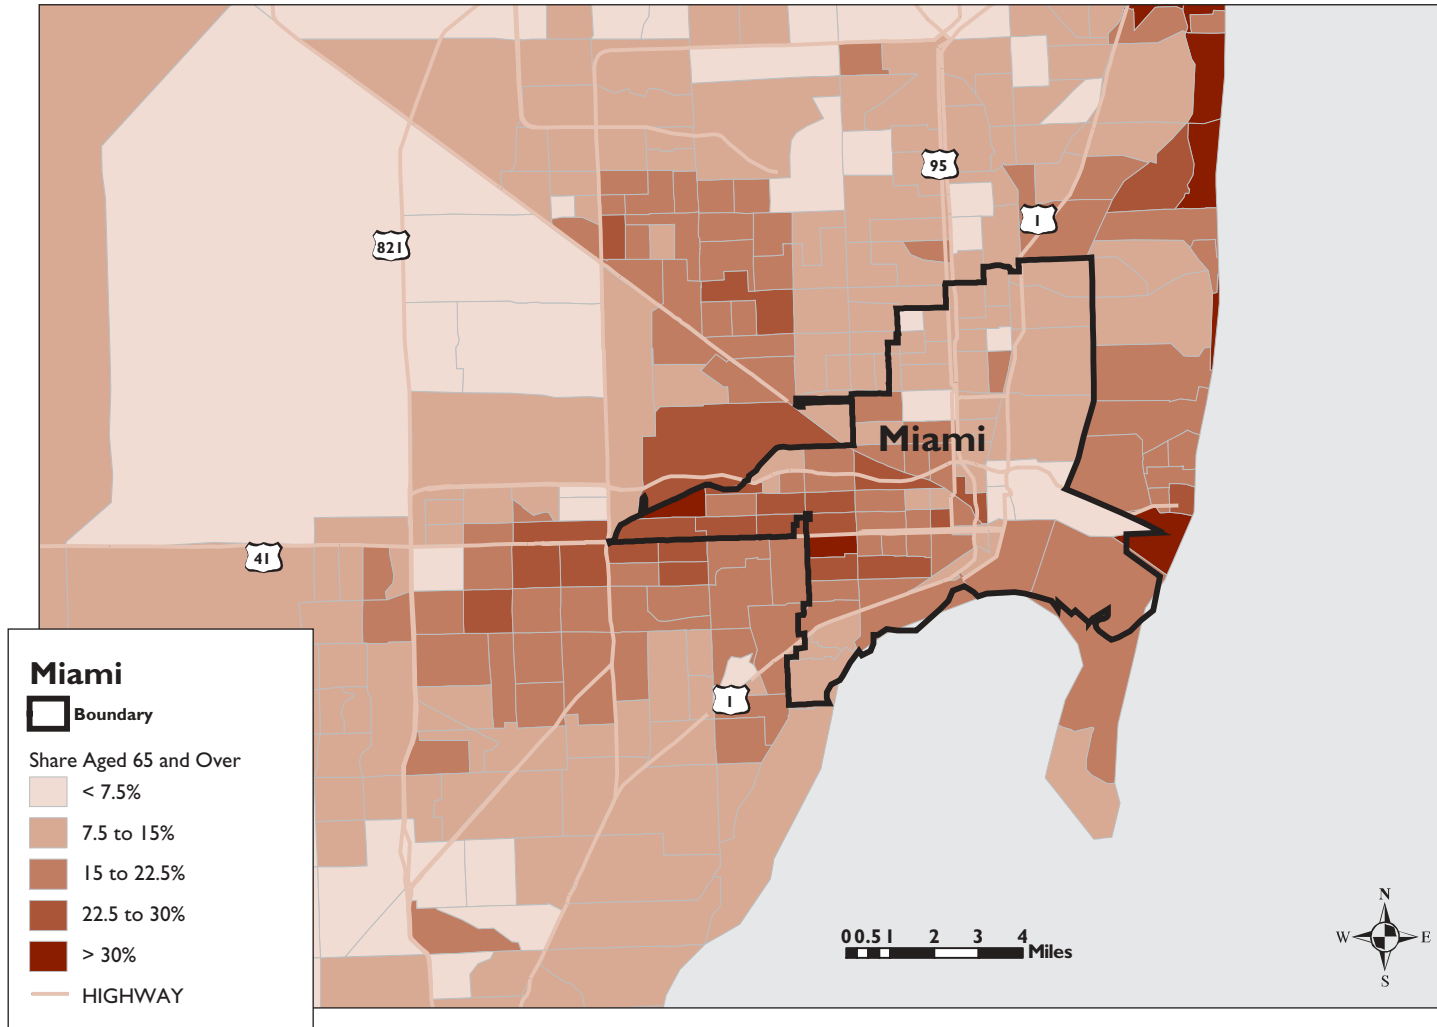 95
1
821
Miami
41
1
Miami
Boundary
Share Aged 65 and Over
< 7.5%
7.5 to 15%
15 to 22.5%
22.5 to 30%
> 30%
HIGHWAY
0 0.5 1 2 3 4
Miles
N
W E
S